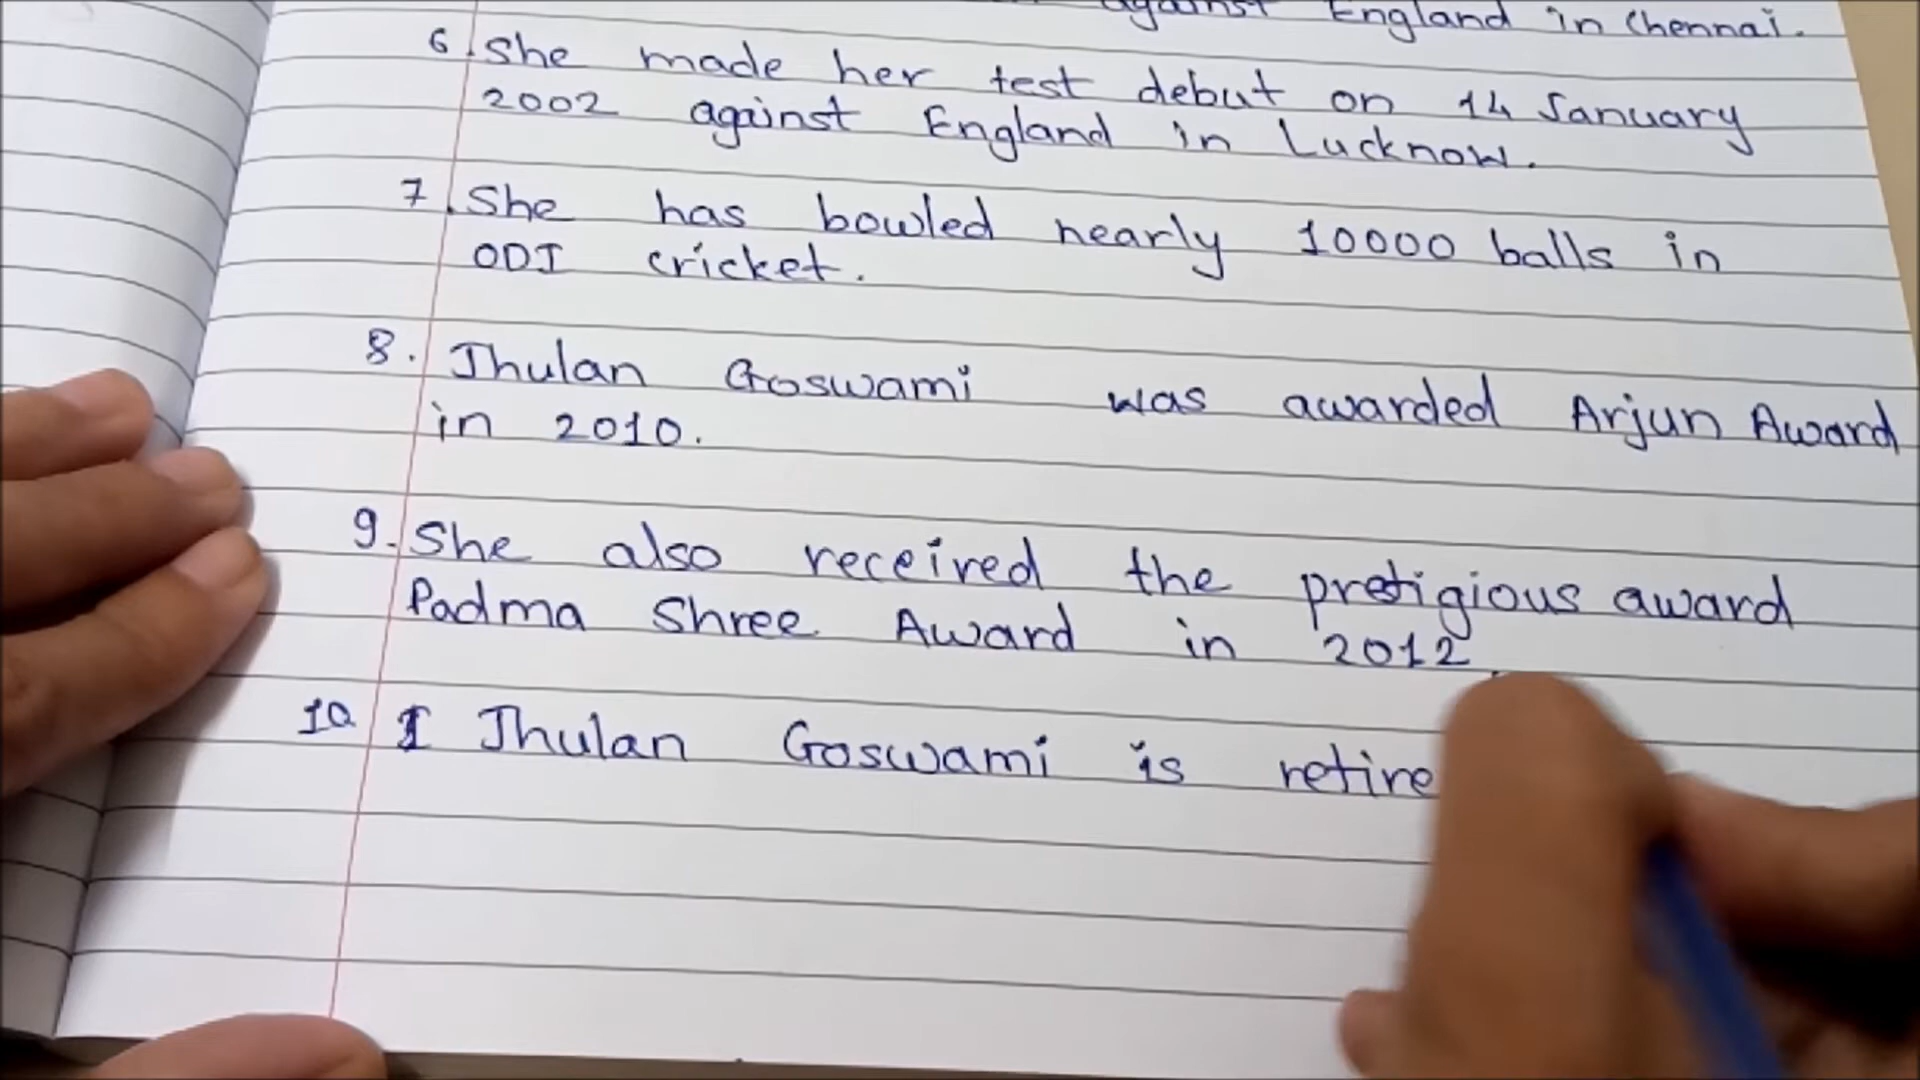 against England in Chennai.
6. She made her test debut on 14 January
2002 against England in Lucknow.
7. She has bowled nearly 10000 balls in
ODI cricket.
8. Jhulan Goswami was awarded Arjun Award
in 2010.
9. She also received the pretigious award
Padma Shree Award in 2012.
10. Jhulan Goswami is retire